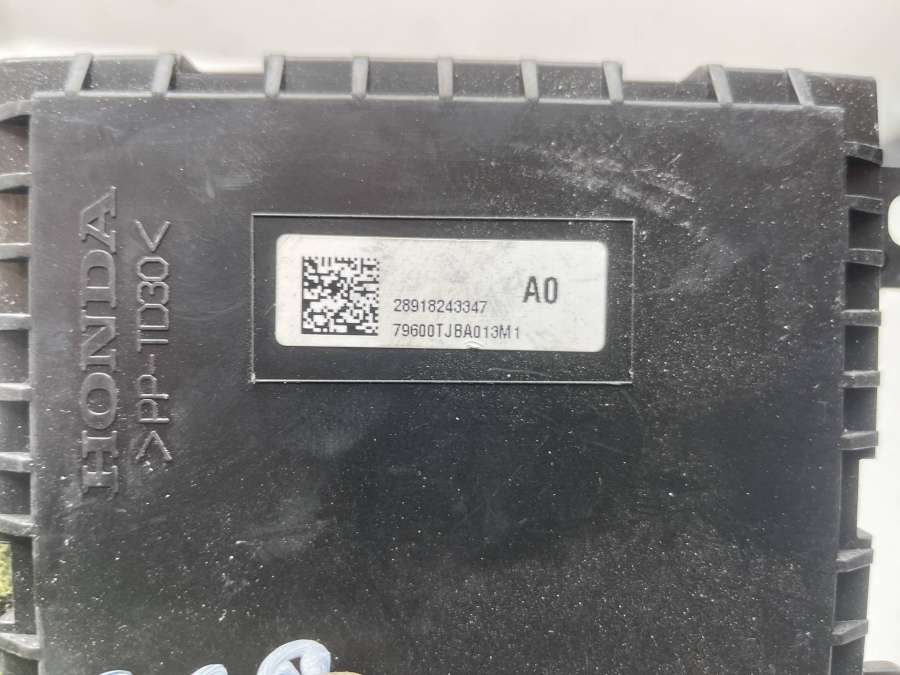 HONDA
>PP-TD30<
28918243347
A0
79600TJBA013M1